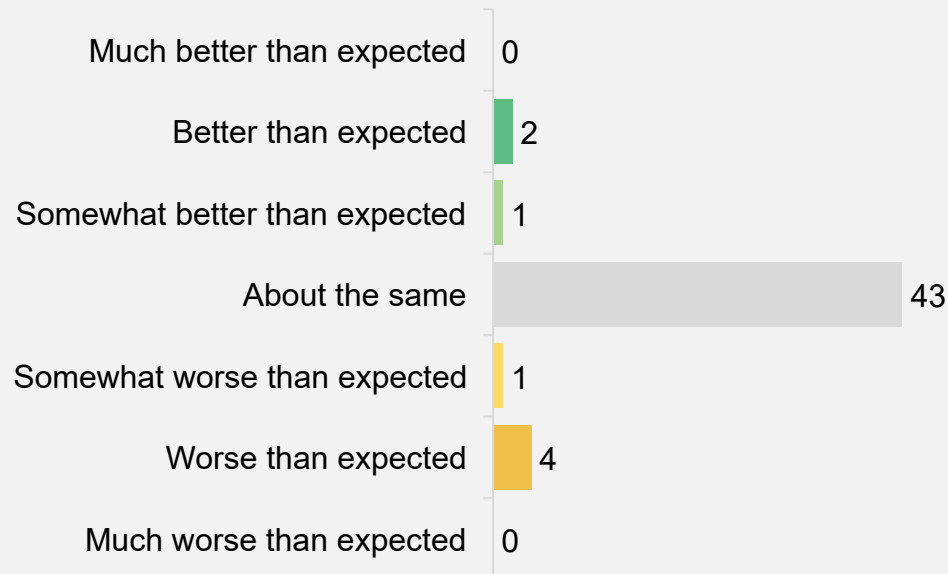 Much better than expected 0
Better than expected 2
Somewhat better than expected 1
About the same 43
Somewhat worse than expected 1
Worse than expected 4
Much worse than expected 0